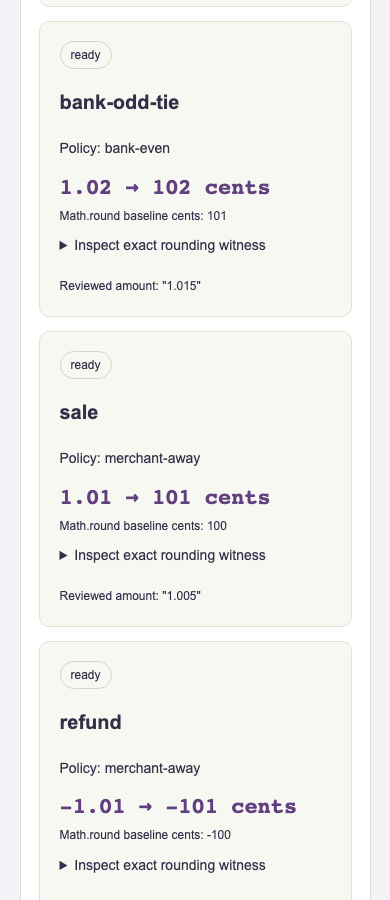 ready
bank-odd-tie
Policy: bank-even
1.02 → 102 cents
Math.round baseline cents: 101
▶ Inspect exact rounding witness
Reviewed amount: "1.015"
ready
sale
Policy: merchant-away
1.01 → 101 cents
Math.round baseline cents: 100
▶ Inspect exact rounding witness
Reviewed amount: "1.005"
ready
refund
Policy: merchant-away
-1.01 → -101 cents
Math.round baseline cents: -100
▶ Inspect exact rounding witness